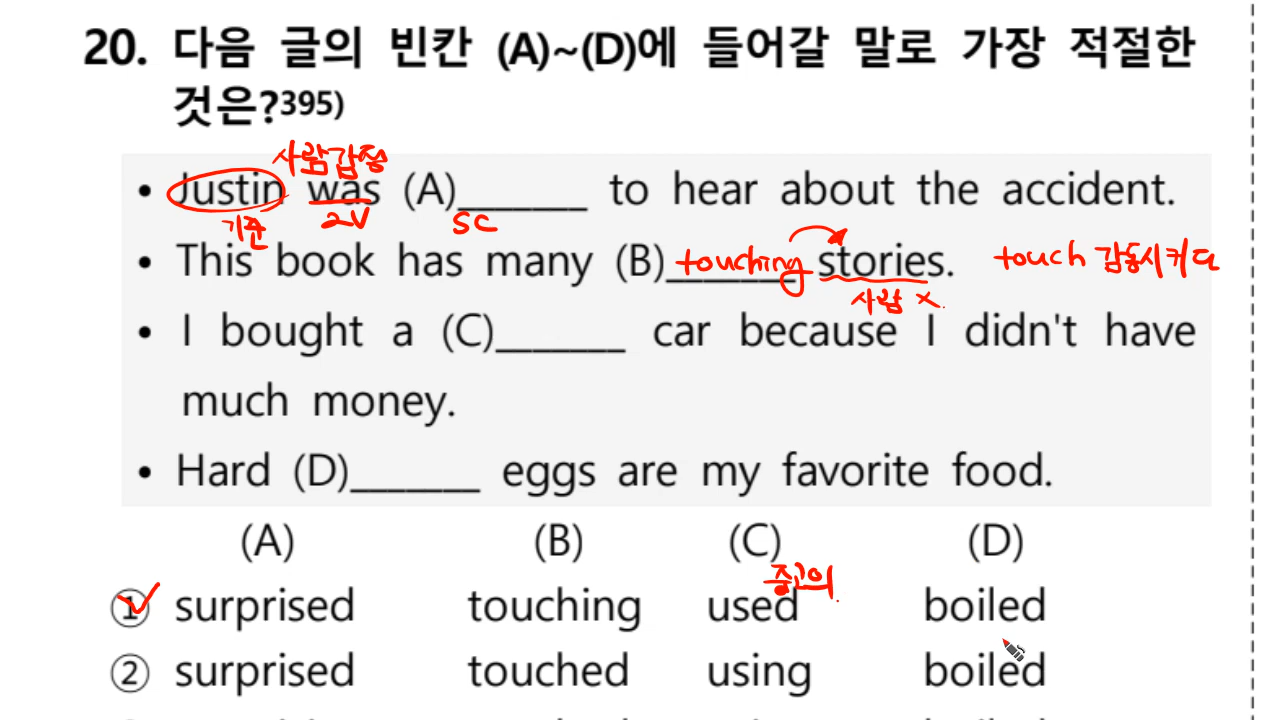 20. 다음 글의 빈칸 (A)~(D)에 들어갈 말로 가장 적절한
것은?395)
사람감정
• Justin was (A)_______ to hear about the accident.
기준 2V SC
• This book has many (B) touching stories. touch 감동시키다
사람 X
• I bought a (C)_______ car because I didn't have
much money.
• Hard (D)_______ eggs are my favorite food.
(A) (B) (C) (D)
중고의
① surprised touching used boiled
② surprised touched using boiled